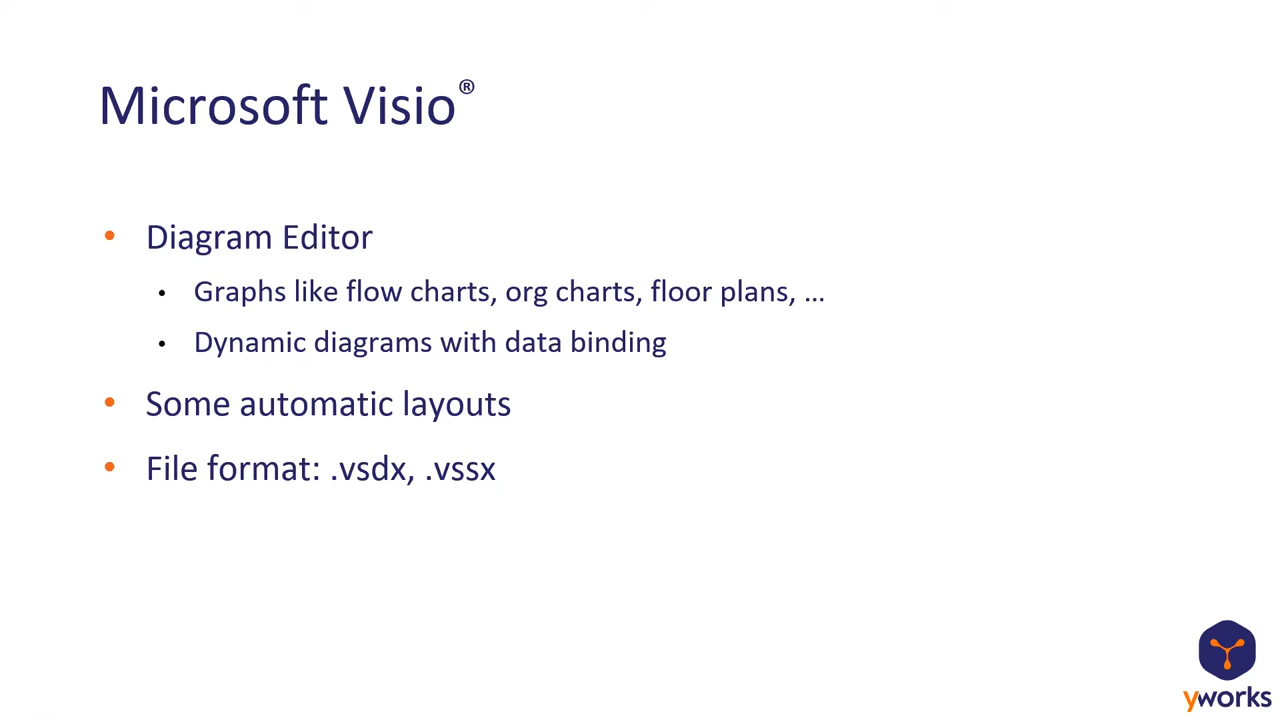 Microsoft Visio®
• Diagram Editor
• Graphs like flow charts, org charts, floor plans, ...
• Dynamic diagrams with data binding
• Some automatic layouts
• File format: .vsdx, .vssx
yworks